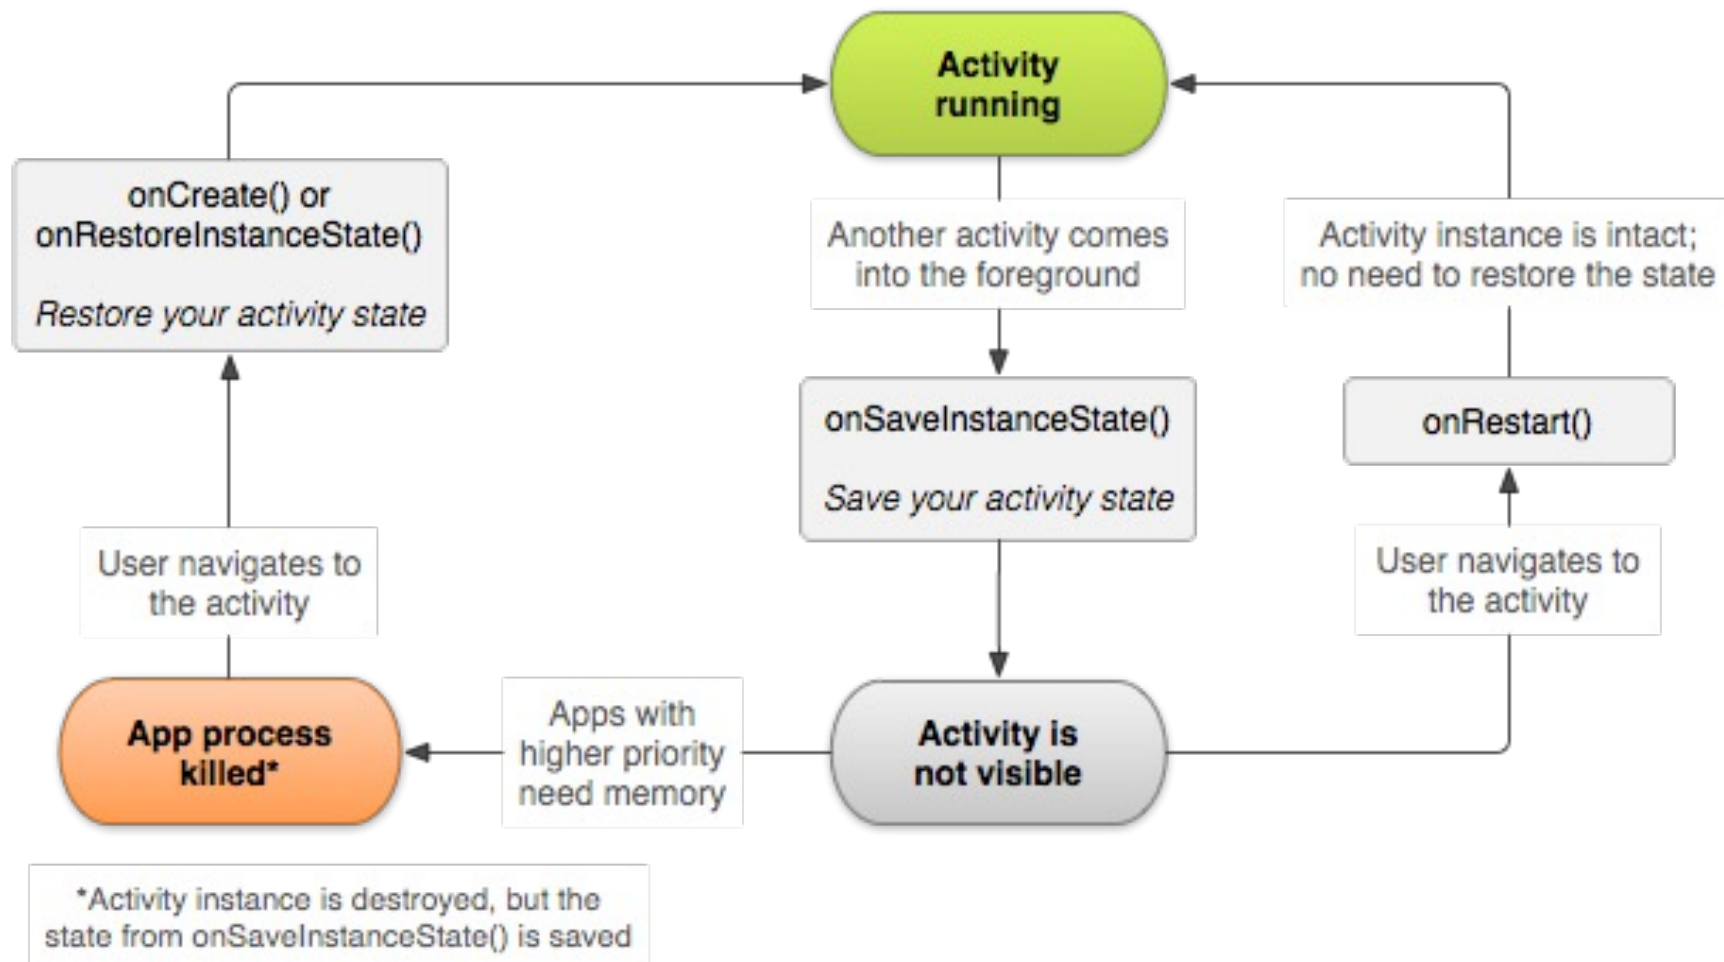 Activity
running
onCreate() or
onRestoreInstanceState()
Restore your activity state
Another activity comes
into the foreground
Activity instance is intact;
no need to restore the state
onSaveInstanceState()
Save your activity state
onRestart()
User navigates to
the activity
User navigates to
the activity
App process
killed*
Apps with
higher priority
need memory
Activity is
not visible
*Activity instance is destroyed, but the
state from onSaveInstanceState() is saved